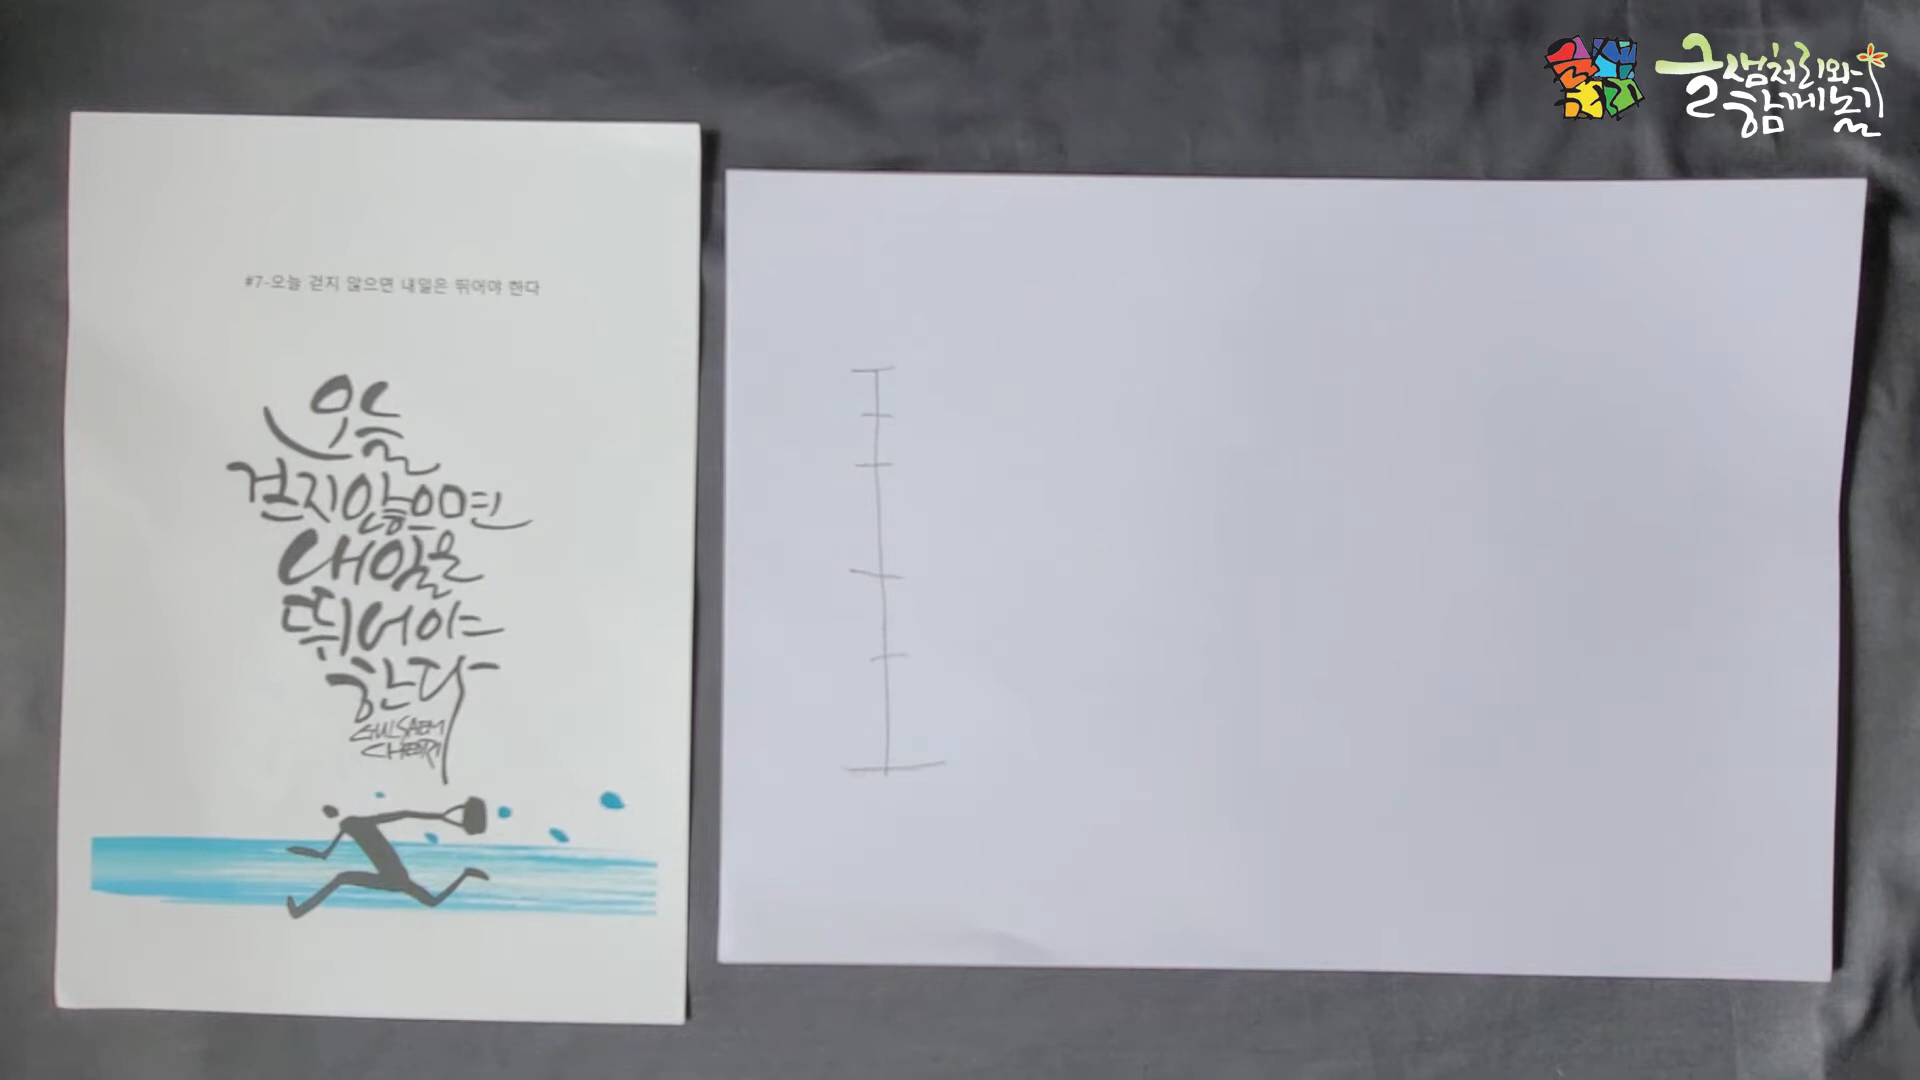 글샘처리와
함께놀기
#7-오늘 걷지 않으면 내일은 뛰어야 한다
오늘
걷지않으면
내일은
뛰어야
한다
GULSAEM
CHERI